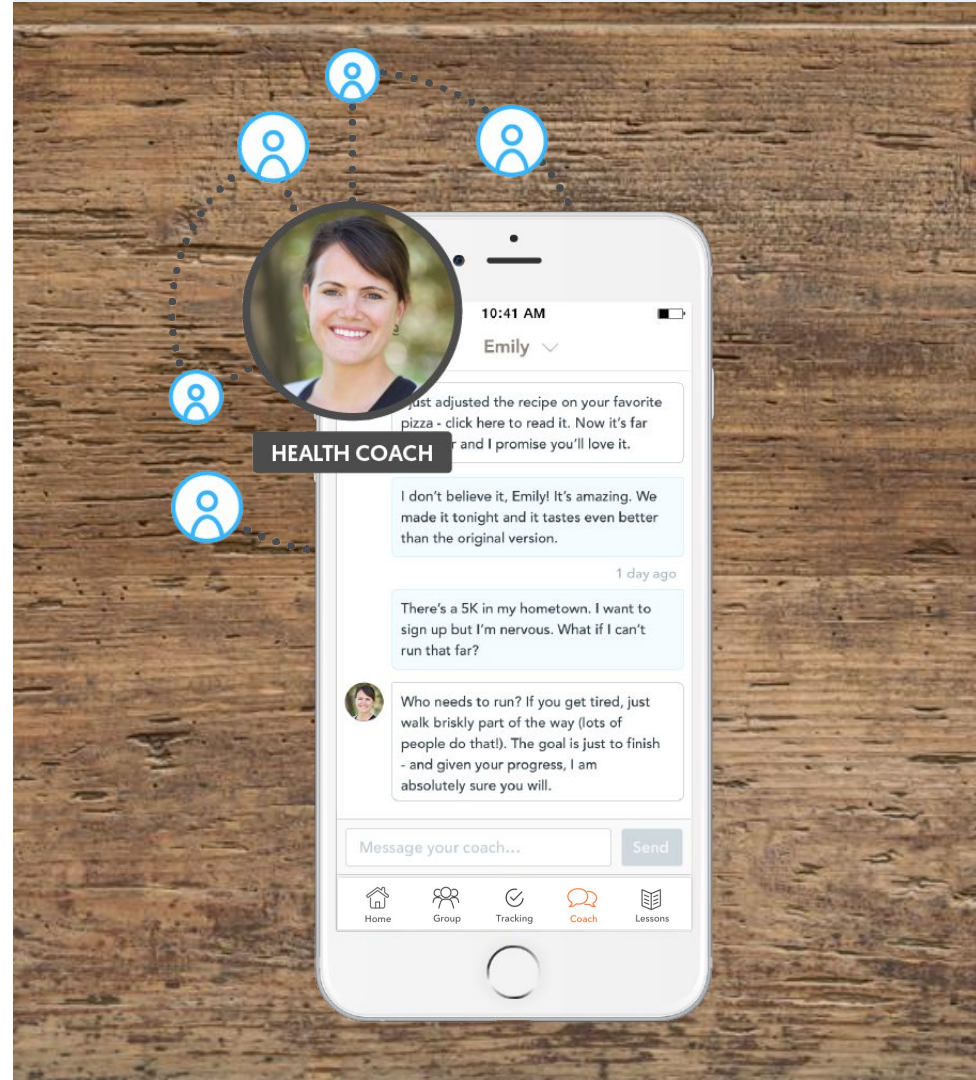 10:41 AM
Emily
just adjusted the recipe on your favorite
pizza - click here to read it. Now it's far
and I promise you'll love it.
HEALTH COACH
I don't believe it, Emily! It's amazing. We
made it tonight and it tastes even better
than the original version.
1 day ago
There's a 5K in my hometown. I want to
sign up but I'm nervous. What if I can't
run that far?
Who needs to run? If you get tired, just
walk briskly part of the way (lots of
people do that!). The goal is just to finish
- and given your progress, I am
absolutely sure you will.
Message your coach...
Send
Home
Group
Tracking
Coach
Lessons